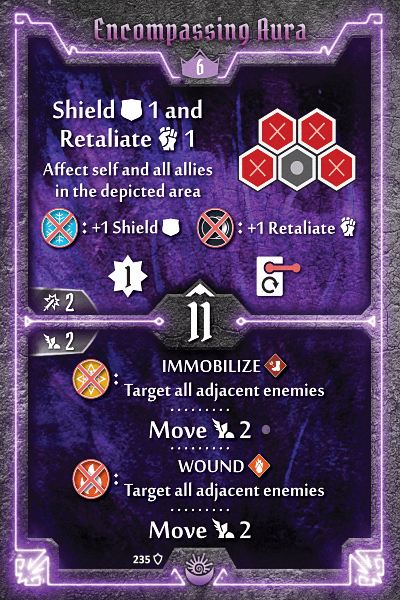 Encompassing Aura
6
Shield 1 and
Retaliate 1
Affect self and all allies
in the depicted area
: +1 Shield
: +1 Retaliate
1
2
11
2
: IMMOBILIZE
Target all adjacent enemies
Move 2
: WOUND
Target all adjacent enemies
Move 2
235